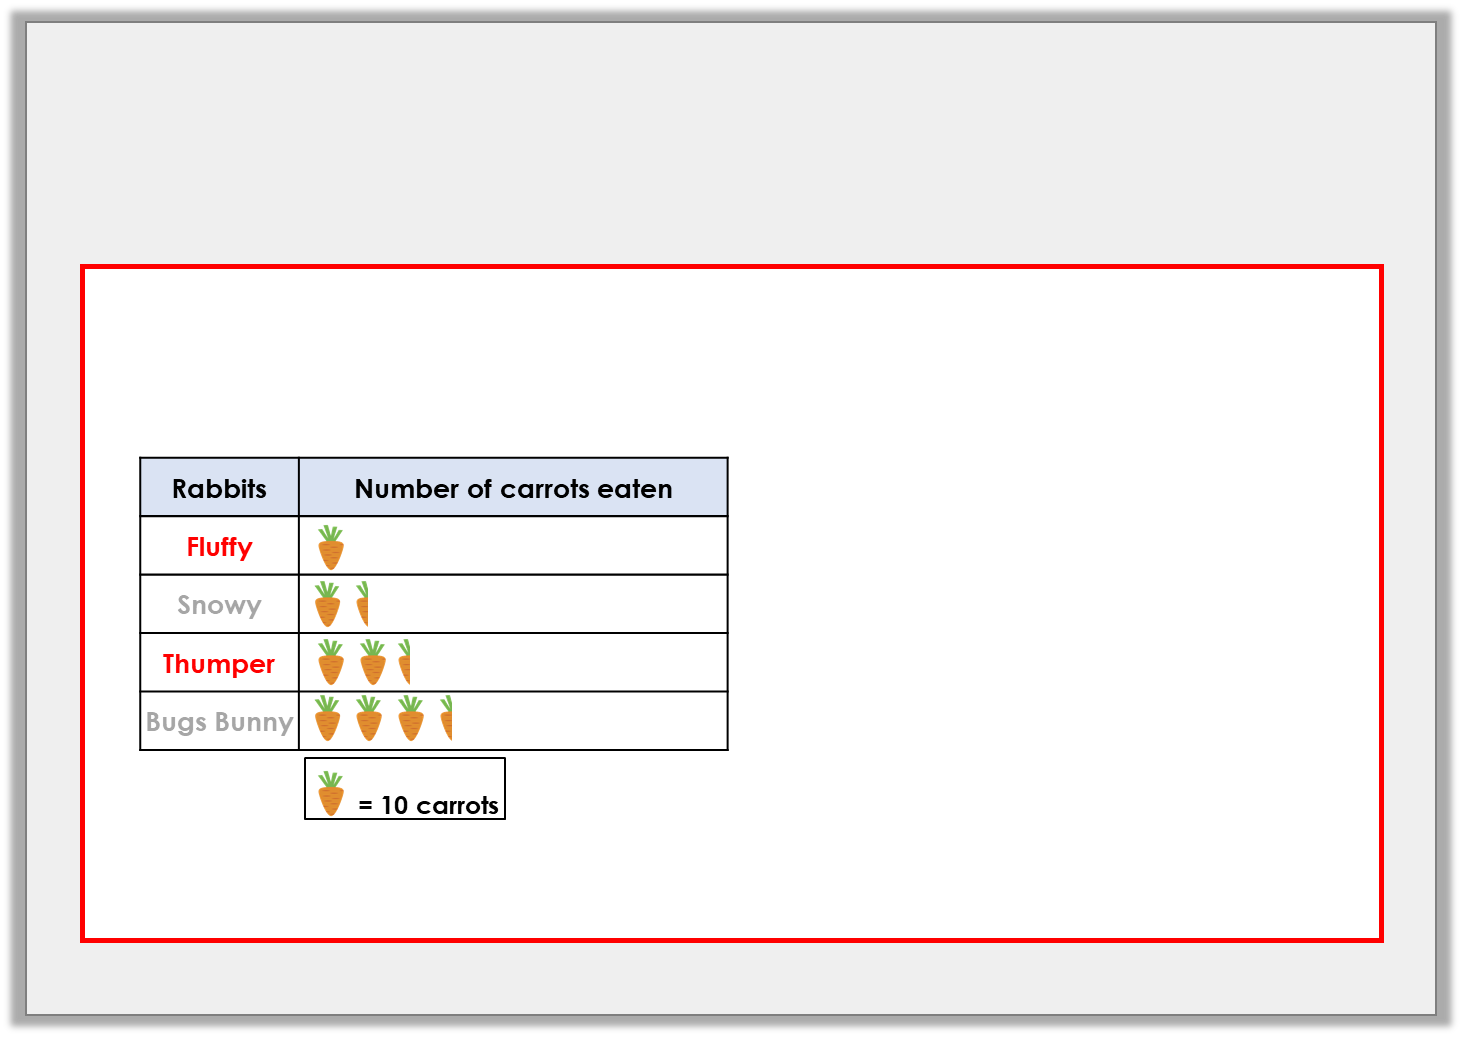 Rabbits Number of carrots eaten
Fluffy
Snowy
Thumper
Bugs Bunny
= 10 carrots